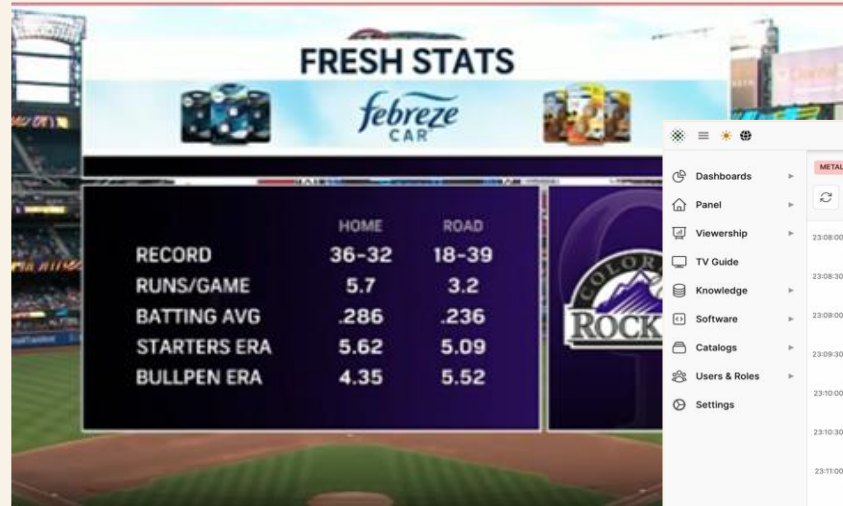 FRESH STATS
febreze
CAR
HOME ROAD
RECORD 36-32 18-39
RUNS/GAME 5.7 3.2
BATTING AVG .286 .236
STARTERS ERA 5.62 5.09
BULLPEN ERA 4.35 5.52
COLOR
ROCK
Dashboards
Panel
Viewership
TV Guide
Knowledge
Software
Catalogs
Users & Roles
Settings
METAL
23:08:00
23:08:30
23:09:00
23:09:30
23:10:00
23:10:30
23:11:00